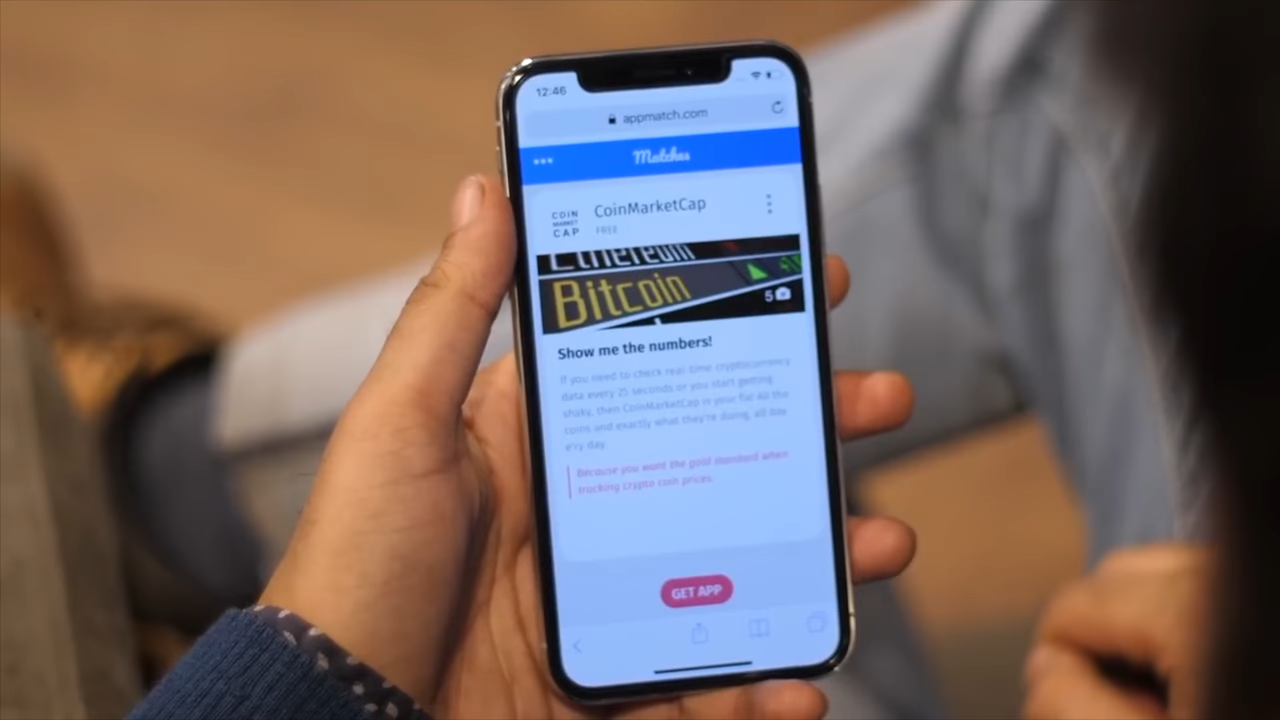 12:46
appmatch.com
Matches
COIN
MARKET
CAP
CoinMarketCap
FREE
Ethereum
Bitcoin
5
Show me the numbers!
If you need to check real-time cryptocurrency
data every 25 seconds or you start getting
shaky, then CoinMarketCap is your fix! All the
coins and exactly what they're doing, all day
e'ry day.
Because you want the gold standard when
tracking crypto cash prices.
GET APP